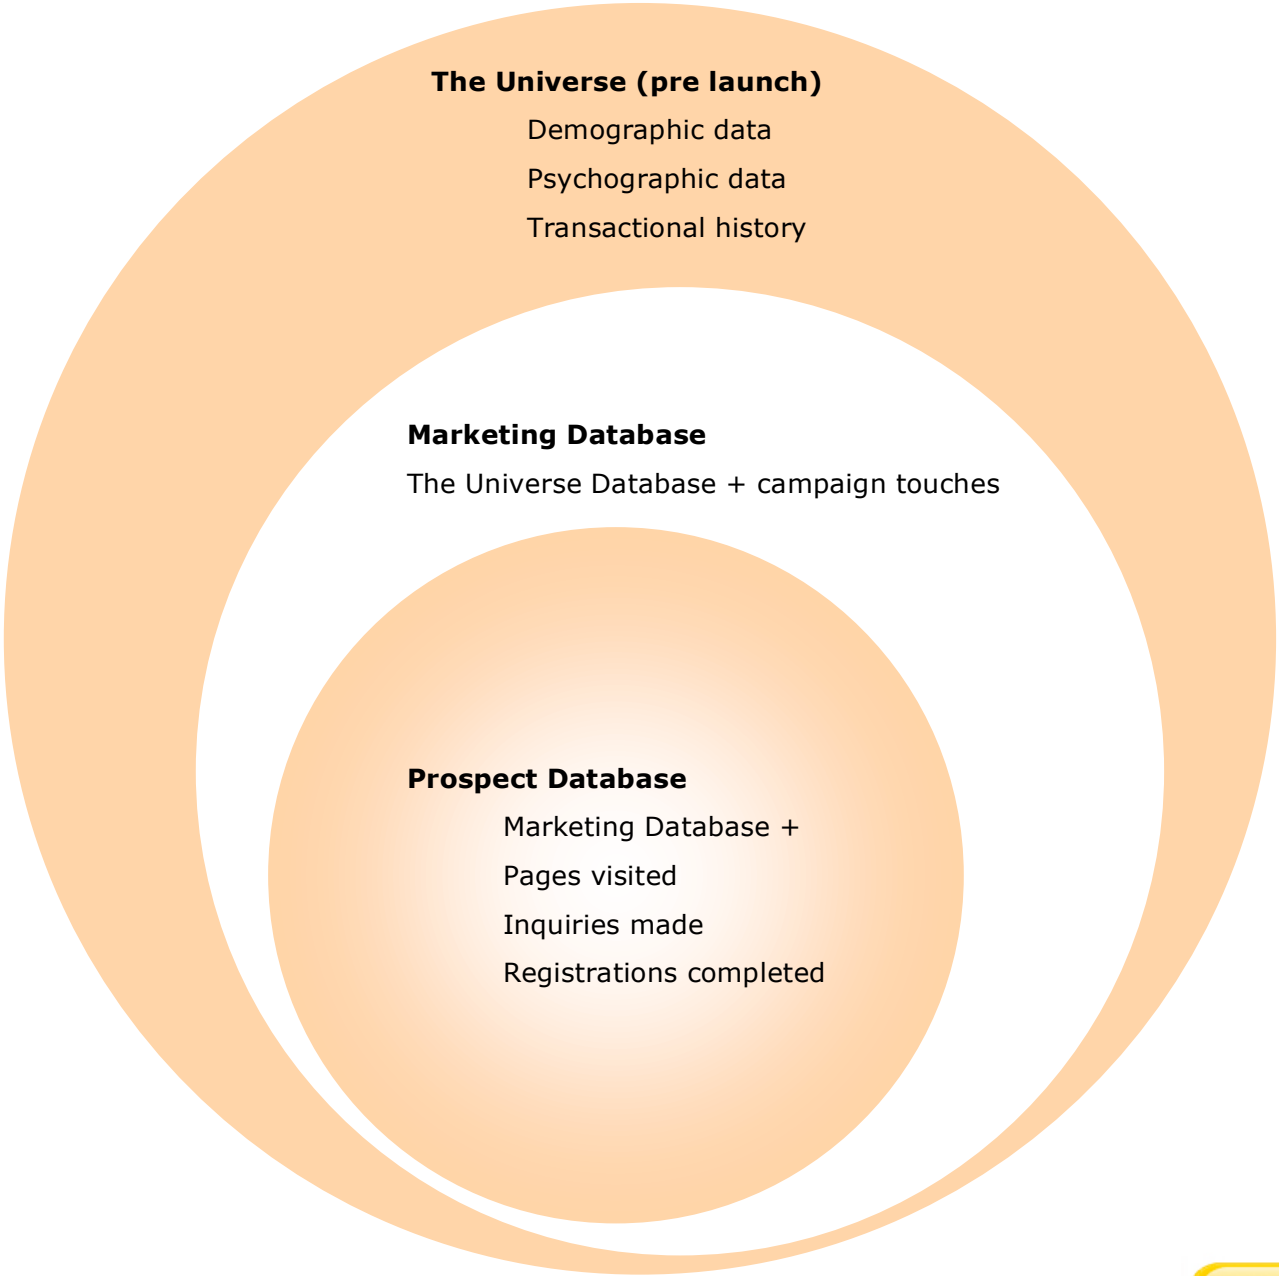 The Universe (pre launch)
Demographic data
Psychographic data
Transactional history
Marketing Database
The Universe Database + campaign touches
Prospect Database
Marketing Database +
Pages visited
Inquiries made
Registrations completed